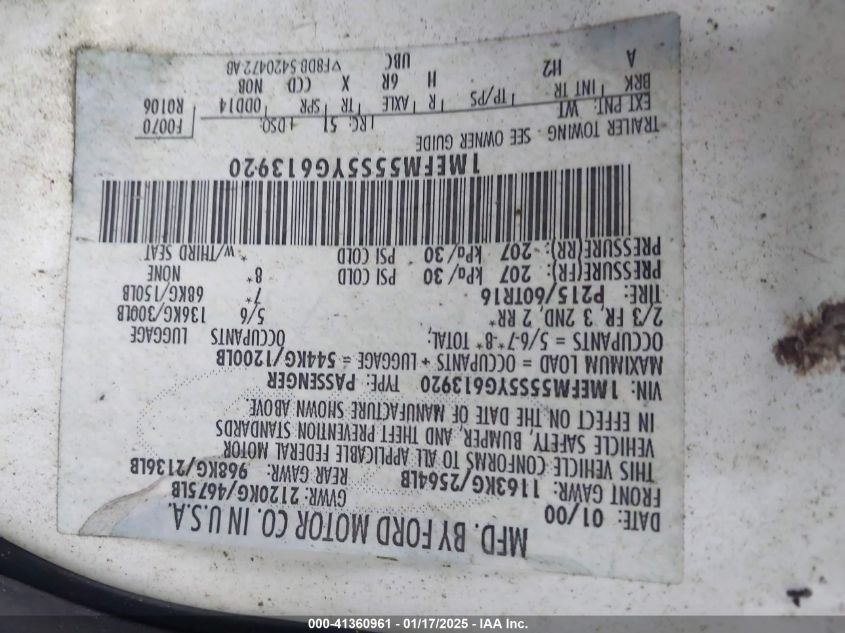 MFD. BY FORD MOTOR CO. IN U.S.A.
DATE: 01/00 GVWR: 2120KG/4675LB
FRONT GAWR: 1163KG/2564LB REAR GAWR: 968KG/2136LB
THIS VEHICLE CONFORMS TO ALL APPLICABLE FEDERAL MOTOR
VEHICLE SAFETY, BUMPER, AND THEFT PREVENTION STANDARDS
IN EFFECT ON THE DATE OF MANUFACTURE SHOWN ABOVE
VIN: 1MEFM55S5YG613920 TYPE: PASSENGER
MAXIMUM LOAD = OCCUPANTS + LUGGAGE = 544KG/1200LB
OCCUPANTS = 5/6-7*-8* TOTAL: OCCUPANTS LUGGAGE
2/3 FR, 3 2ND, 2 RR* 5/6 136KG/300LB
TIRE: P215/60TR16 7* 68KG/150LB
PRESSURE(FR): 207 kPa/30 PSI COLD 8* NONE
PRESSURE(RR): 207 kPa/30 PSI COLD *W/THIRD SEAT
1MEFM55S5YG613920
TRAILER TOWING - SEE OWNER GUIDE F0070
EXT PNT: WT RC: 51 DSO: R0106
BRK INT TR TP/PS R AXLE TR SPR 0DD14
A H2 H 6R X CCD N0B
UBC VF8DB 5420472 AB
000-41360961 - 01/17/2025 - IAA Inc.